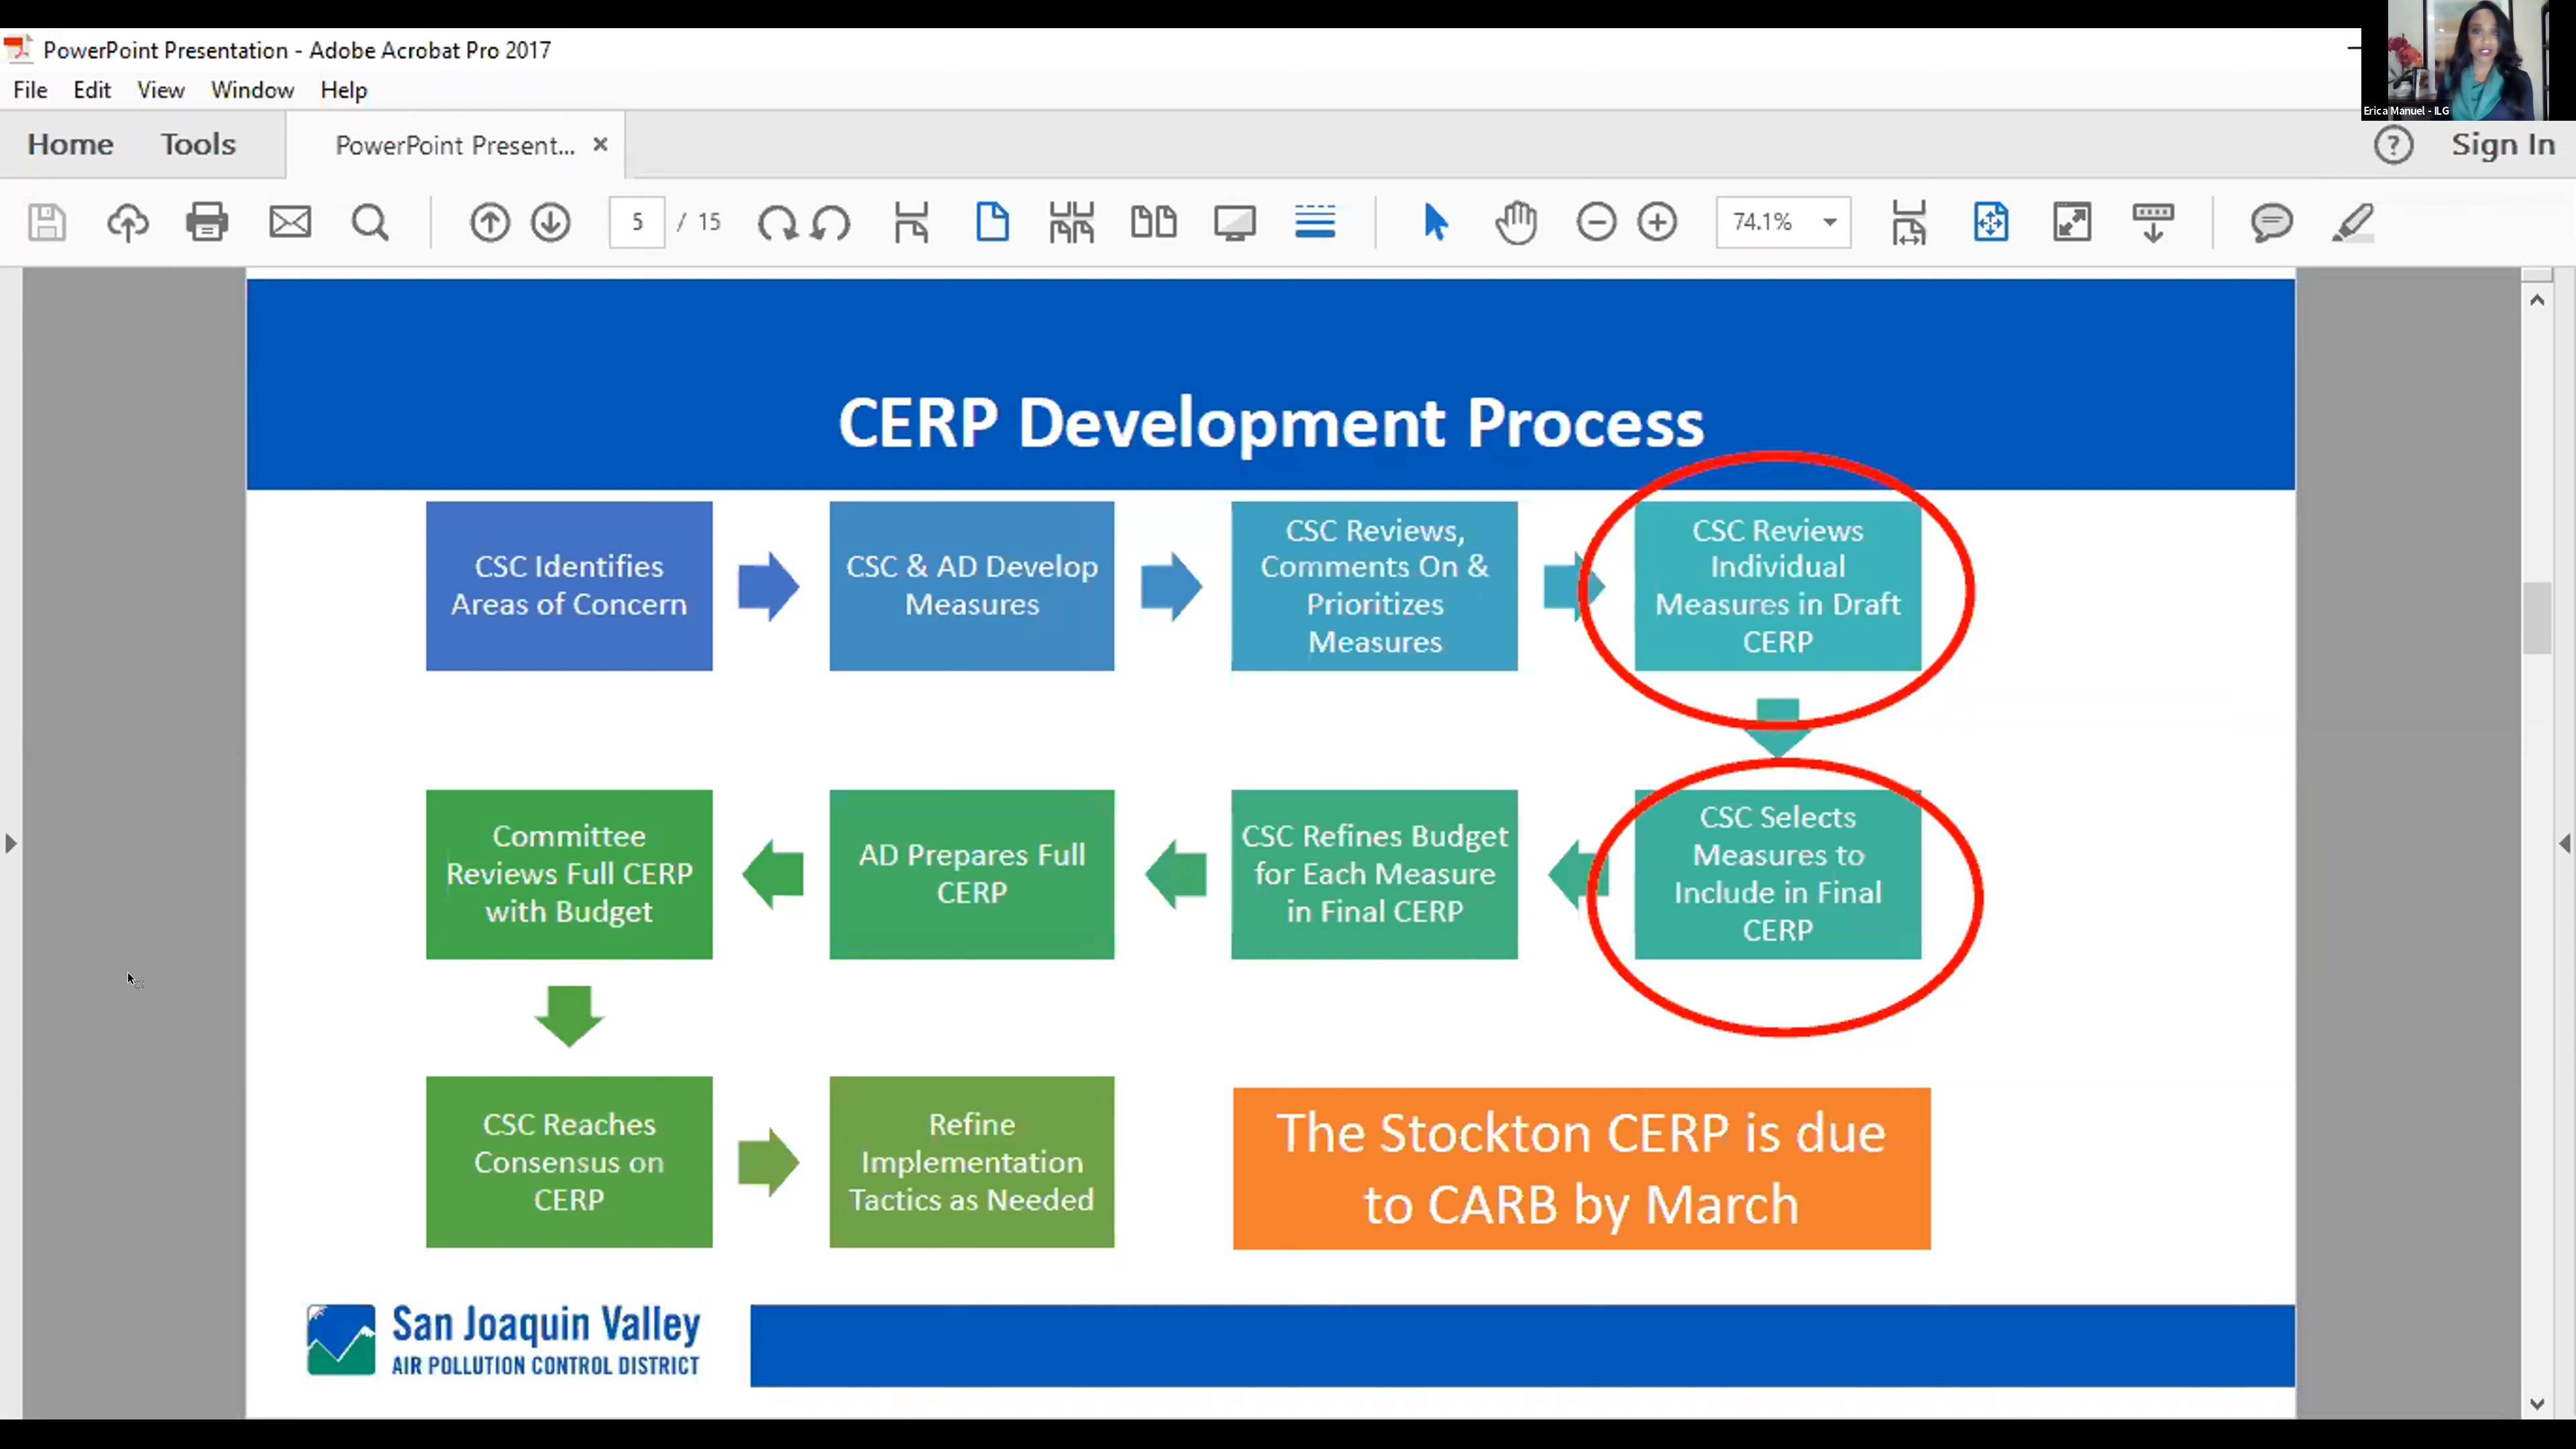 PowerPoint Presentation - Adobe Acrobat Pro 2017
Erica Manuel - ILG
File Edit View Window Help
Home Tools PowerPoint Present... Sign In
5 / 15 74.1%
CERP Development Process
CSC Identifies
Areas of Concern
CSC & AD Develop
Measures
CSC Reviews,
Comments On &
Prioritizes
Measures
CSC Reviews
Individual
Measures in Draft
CERP
CSC Selects
Measures to
Include in Final
CERP
CSC Refines Budget
for Each Measure
in Final CERP
AD Prepares Full
CERP
Committee
Reviews Full CERP
with Budget
CSC Reaches
Consensus on
CERP
Refine
Implementation
Tactics as Needed
The Stockton CERP is due
to CARB by March
San Joaquin Valley
AIR POLLUTION CONTROL DISTRICT